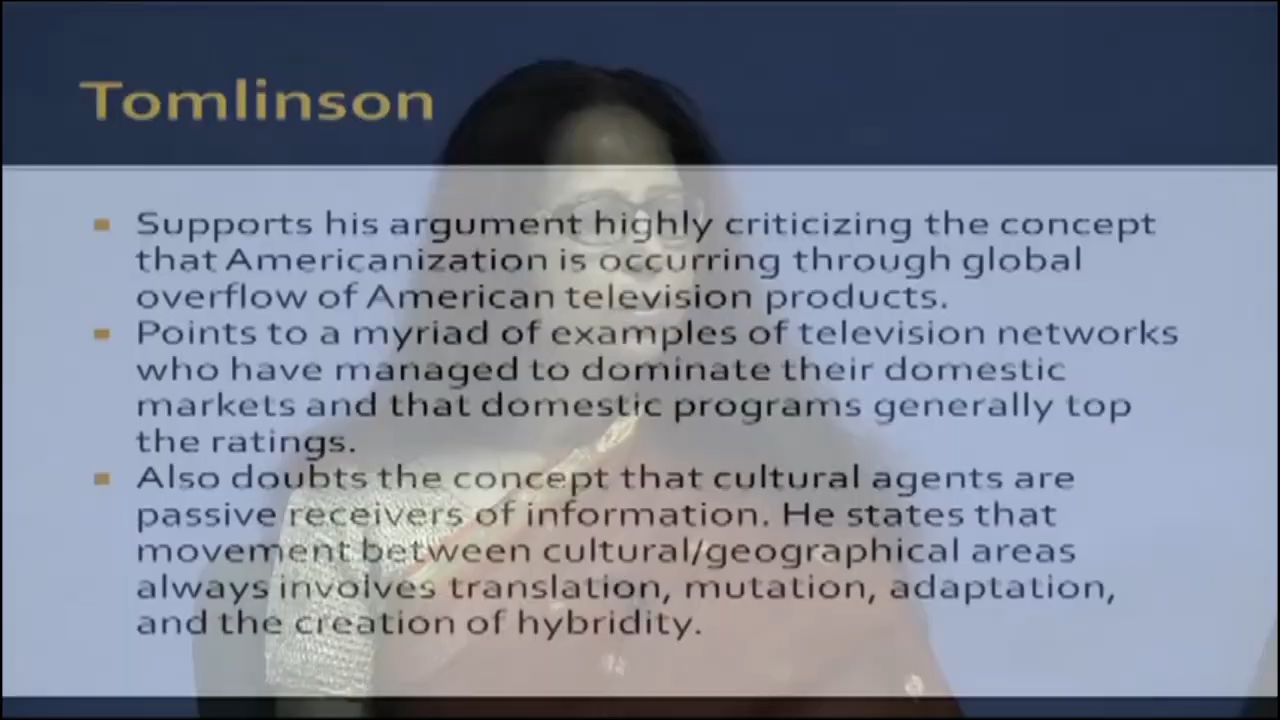 Tomlinson
Supports his argument highly criticizing the concept
that Americanization is occurring through global
overflow of American television products.
Points to a myriad of examples of television networks
who have managed to dominate their domestic
markets and that domestic programs generally top
the ratings.
Also doubts the concept that cultural agents are
passive receivers of information. He states that
movement between cultural/geographical areas
always involves translation, mutation, adaptation,
and the creation of hybridity.